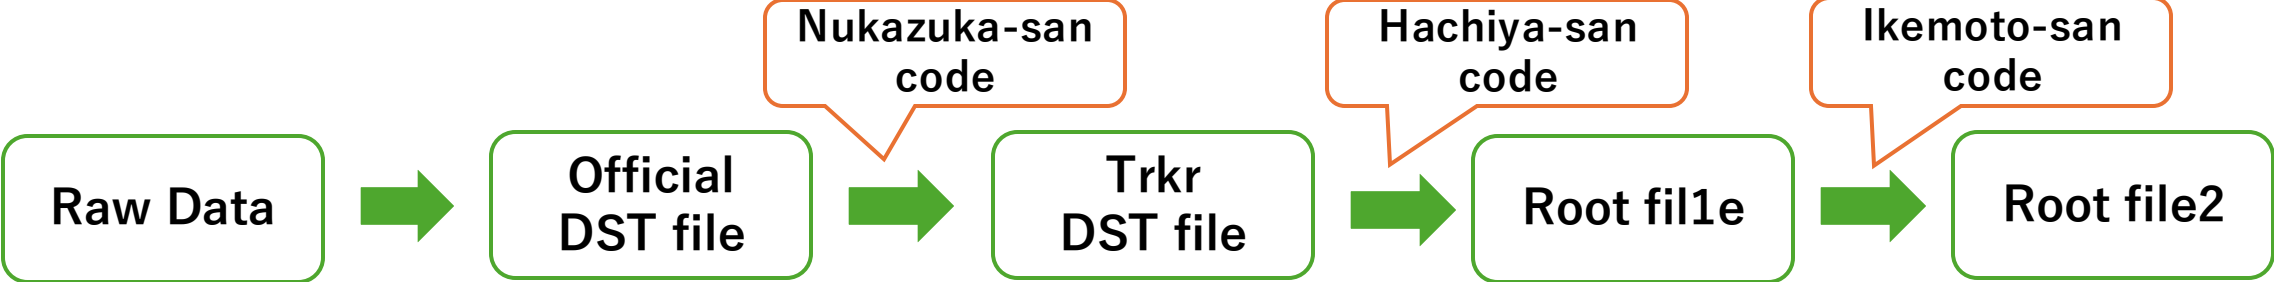 Nukazuka-san
code
Hachiya-san
code
Ikemoto-san
code
Raw Data
Official
DST file
Trkr
DST file
Root fil1e
Root file2